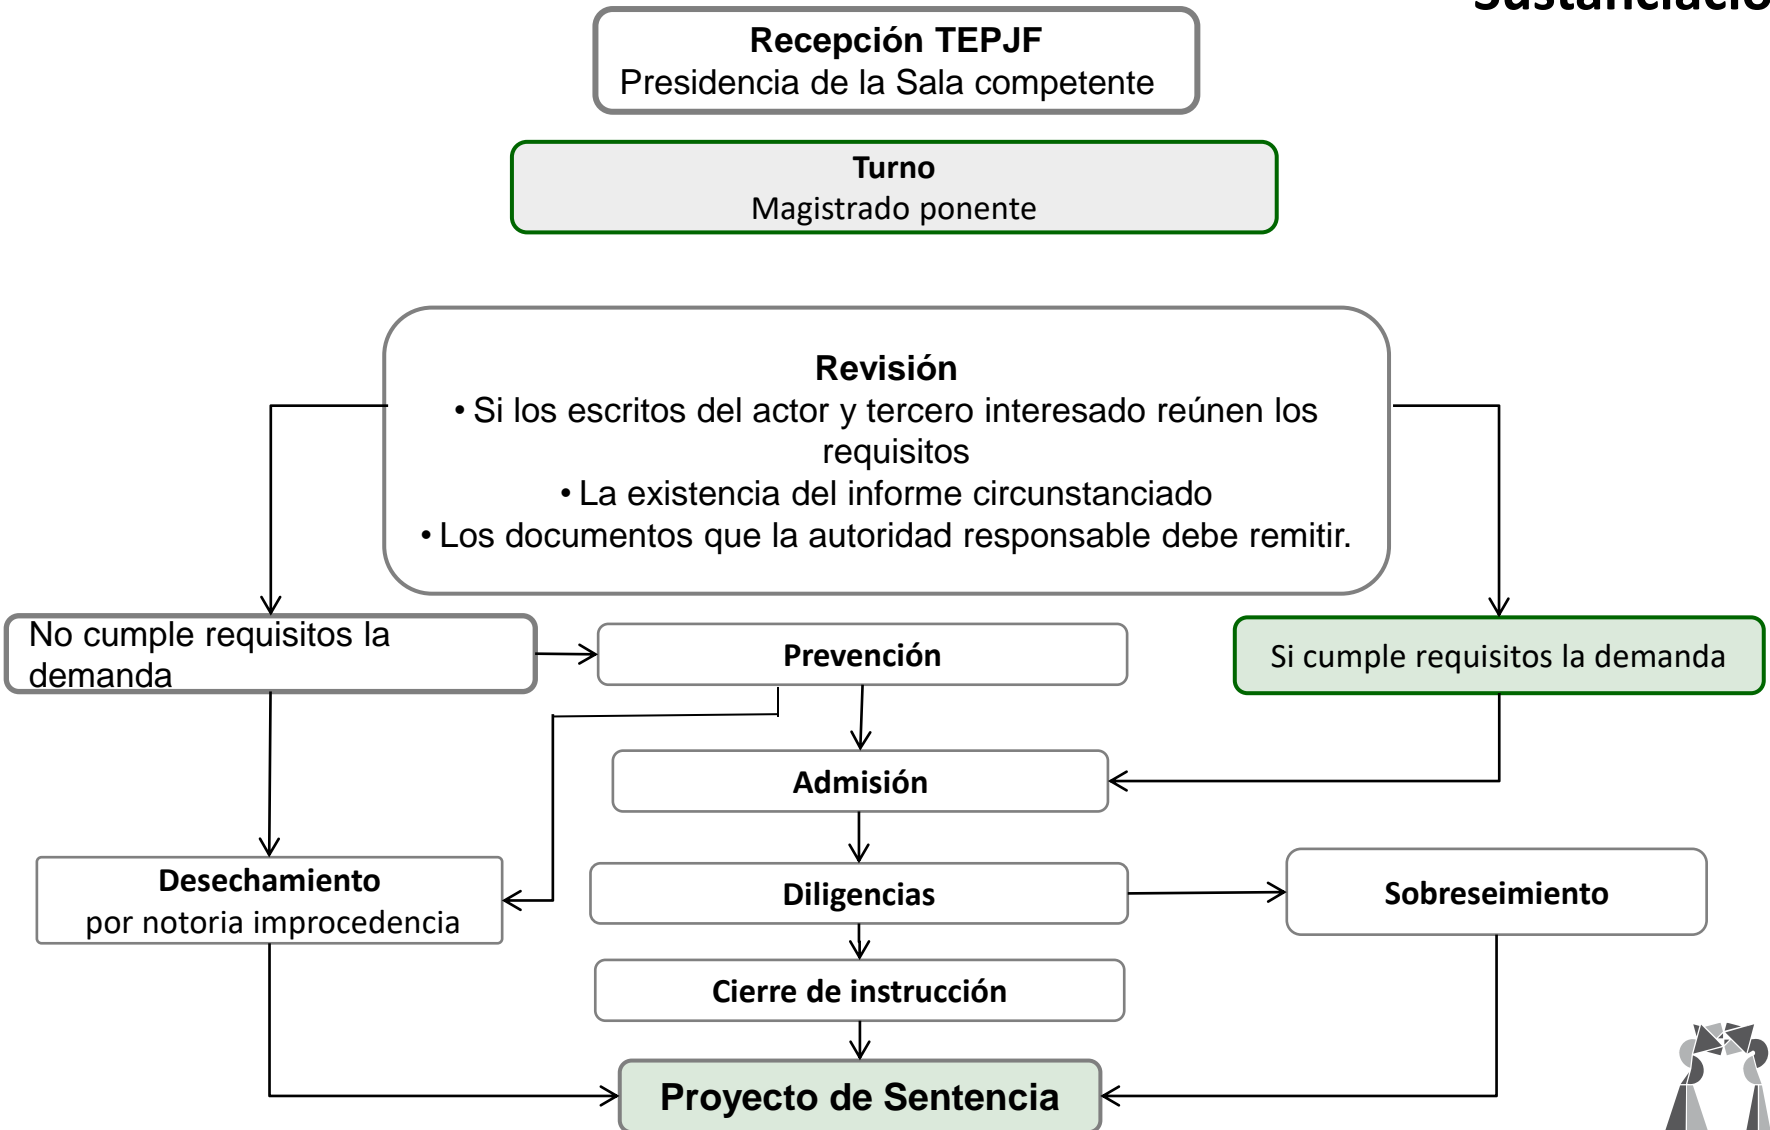 Recepción TEPJF
Presidencia de la Sala competente
Turno
Magistrado ponente
Revisión
• Si los escritos del actor y tercero interesado reúnen los
requisitos
• La existencia del informe circunstanciado
• Los documentos que la autoridad responsable debe remitir.
No cumple requisitos la
demanda
Prevención
Si cumple requisitos la demanda
Admisión
Desechamiento
por notoria improcedencia
Diligencias
Sobreseimiento
Cierre de instrucción
Proyecto de Sentencia